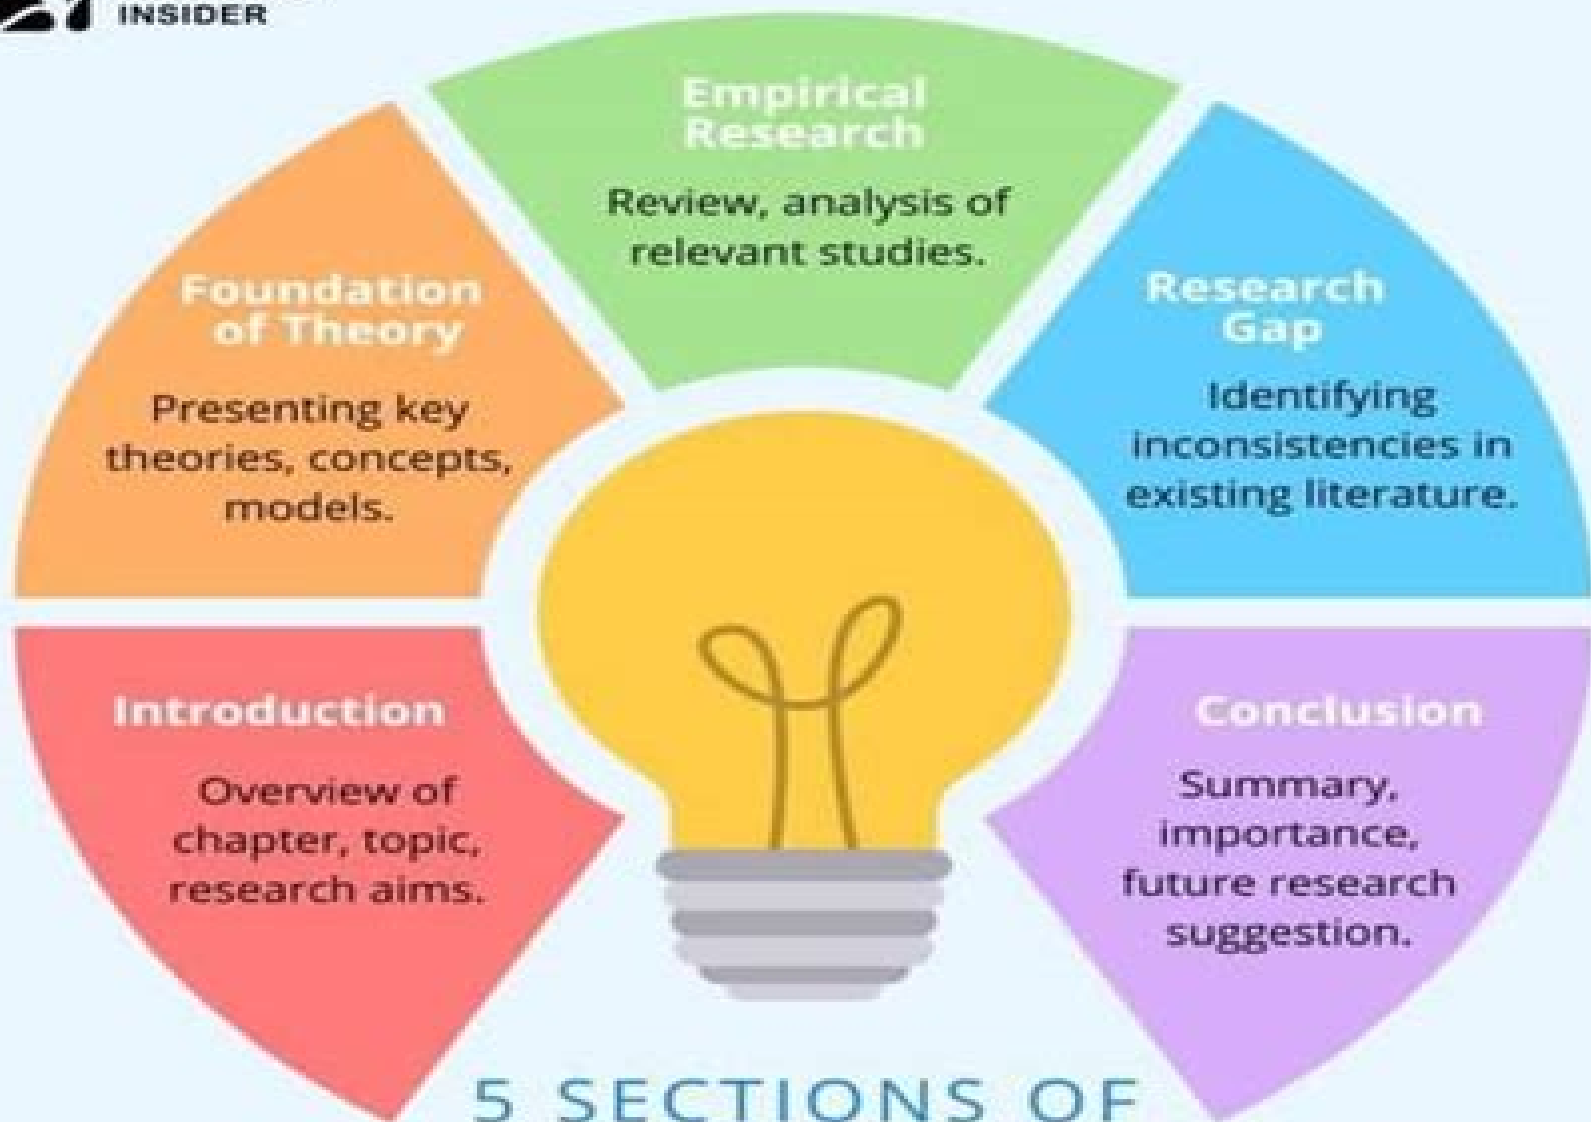 INSIDER
Empirical
Research
Review, analysis of
relevant studies.
Foundation
of Theory
Presenting key
theories, concepts,
models.
Research
Gap
Identifying
inconsistencies in
existing literature.
Introduction
Overview of
chapter, topic,
research aims.
Conclusion
Summary,
importance,
future research
suggestion.
5 SECTIONS OF